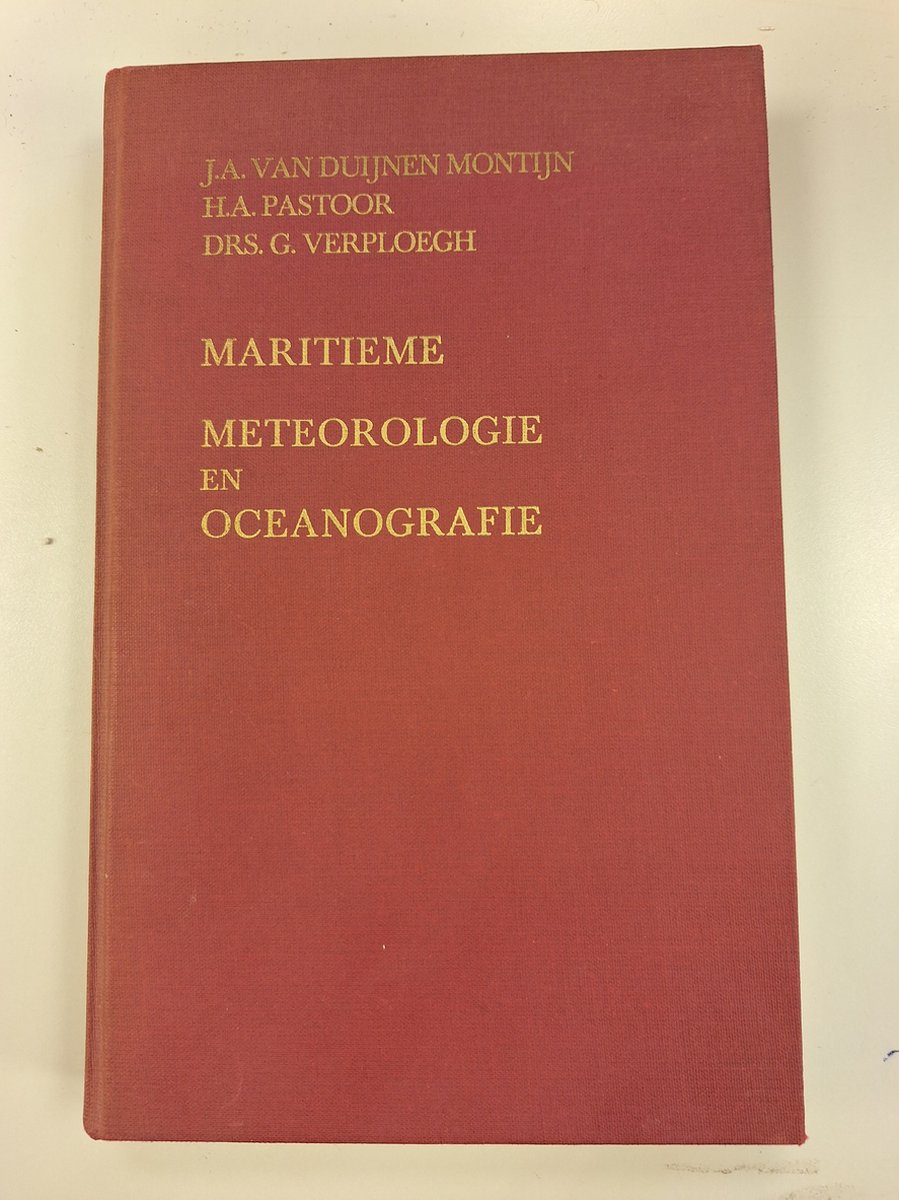 J.A. VAN DUIJNEN MONTIJN
H.A. PASTOOR
DRS. G. VERPLOEGH
MARITIEME
METEOROLOGIE
EN
OCEANOGRAFIE